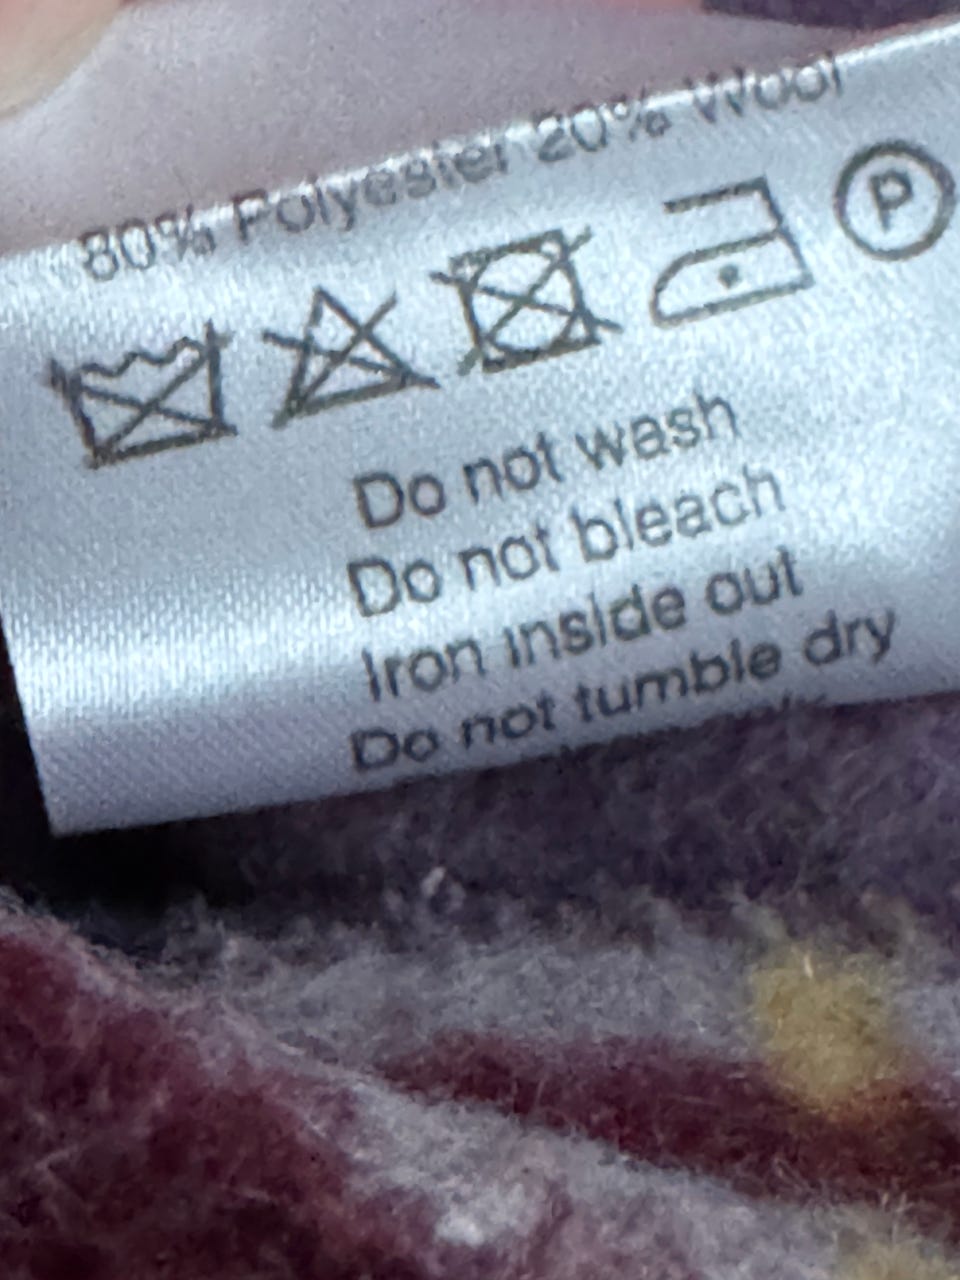 80% Polyester 20% Wool
P
Do not wash
Do not bleach
Iron inside out
Do not tumble dry